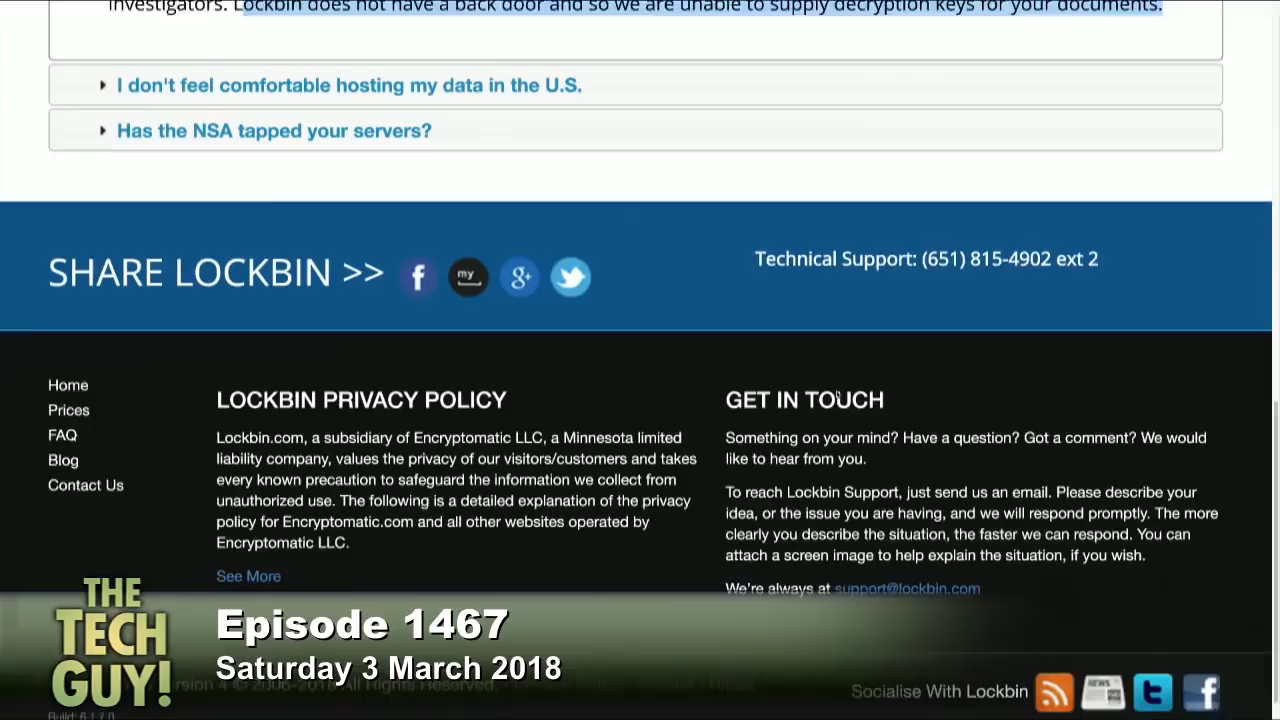 investigators. Lockbin does not have a back door and so we are unable to supply decryption keys for your documents.
I don't feel comfortable hosting my data in the U.S.
Has the NSA tapped your servers?
SHARE LOCKBIN >>
f
my
g+
Technical Support: (651) 815-4902 ext 2
Home
Prices
FAQ
Blog
Contact Us
LOCKBIN PRIVACY POLICY
Lockbin.com, a subsidiary of Encryptomatic LLC, a Minnesota limited
liability company, values the privacy of our visitors/customers and takes
every known precaution to safeguard the information we collect from
unauthorized use. The following is a detailed explanation of the privacy
policy for Encryptomatic.com and all other websites operated by
Encryptomatic LLC.
See More
GET IN TOUCH
Something on your mind? Have a question? Got a comment? We would
like to hear from you.
To reach Lockbin Support, just send us an email. Please describe your
idea, or the issue you are having, and we will respond promptly. The more
clearly you describe the situation, the faster we can respond. You can
attach a screen image to help explain the situation, if you wish.
We're always at support@lockbin.com
THE
TECH
GUY!
Episode 1467
Saturday 3 March 2018
All Rights Reserved.
Socialise With Lockbin
NEWS
t
f
Build: 6.1.7.0